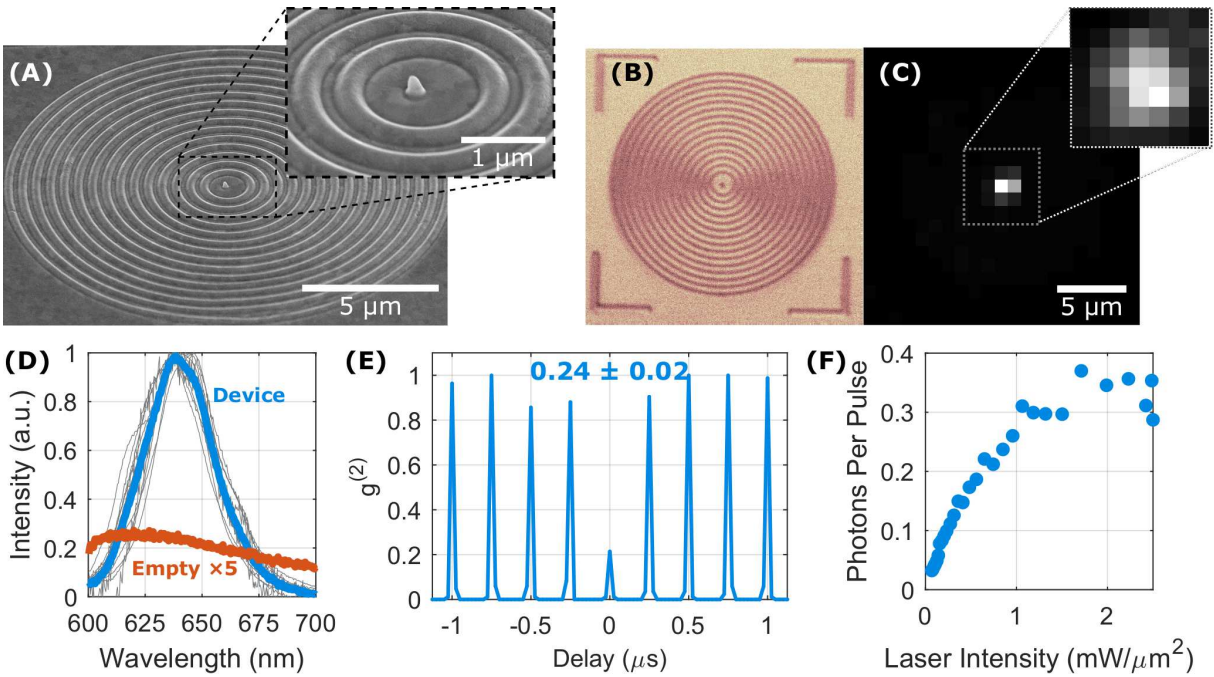 (A)
1 μm
5 μm
(B)
(C)
5 μm
(D)
1
0.8
0.6
0.4
0.2
0
Intensity (a.u.)
Device
Empty ×5
600 625 650 675 700
Wavelength (nm)
(E)
0.24 ± 0.02
1
0.8
0.6
0.4
0.2
0
g(2)
-1 -0.5 0 0.5 1
Delay (μs)
(F)
0.4
0.3
0.2
0.1
0
Photons Per Pulse
0 1 2
Laser Intensity (mW/μm²)